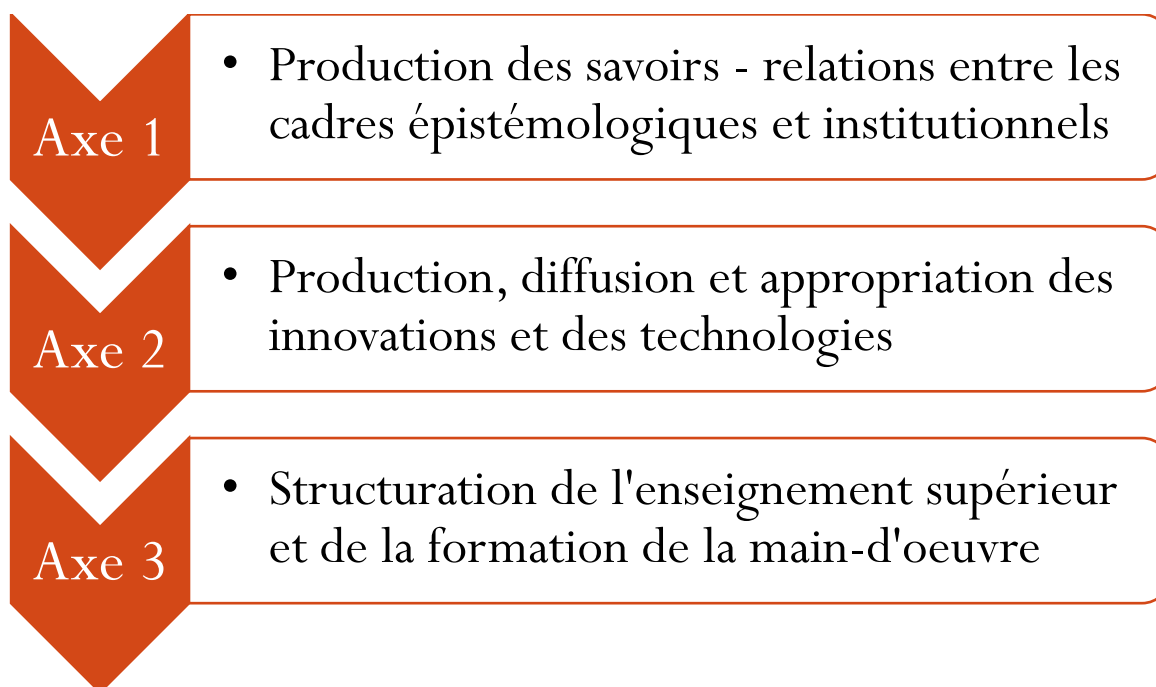 Axe 1
• Production des savoirs - relations entre les
cadres épistémologiques et institutionnels
Axe 2
• Production, diffusion et appropriation des
innovations et des technologies
Axe 3
• Structuration de l'enseignement supérieur
et de la formation de la main-d'oeuvre